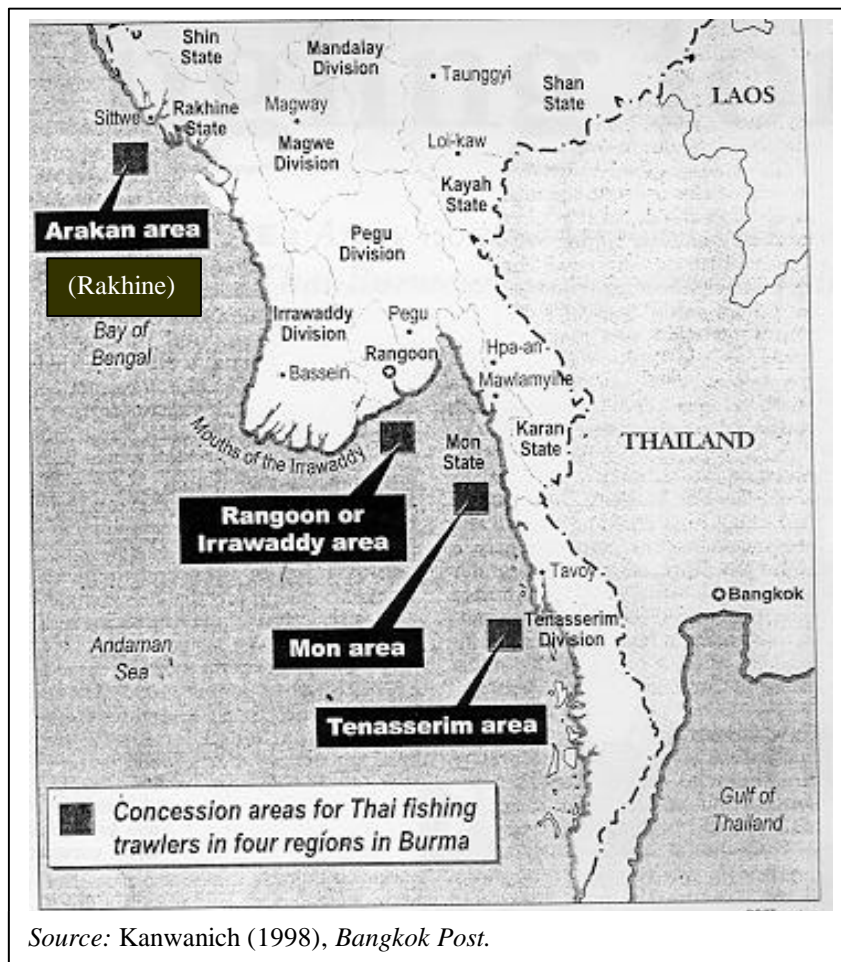 Shin
State
Mandalay
Division
Taunggyi
Shan
State
LAOS
Sittwe
Rakhine
State
Magway
Magwe
Division
Loi-kaw
Kayah
State
Arakan area
(Rakhine)
Pegu
Division
Bay of
Bengal
Irrawaddy
Division
Pegu
Rangoon
Bassein
Hpa-an
Mawlamyine
Mouths of the Irrawaddy
Mon
State
Karan
State
THAILAND
Rangoon or
Irrawaddy area
Tavoy
Bangkok
Mon area
Tenasserim
Division
Andaman
Sea
Tenasserim area
Concession areas for Thai fishing
trawlers in four regions in Burma
Gulf of
Thailand
Source: Kanwanich (1998), Bangkok Post.